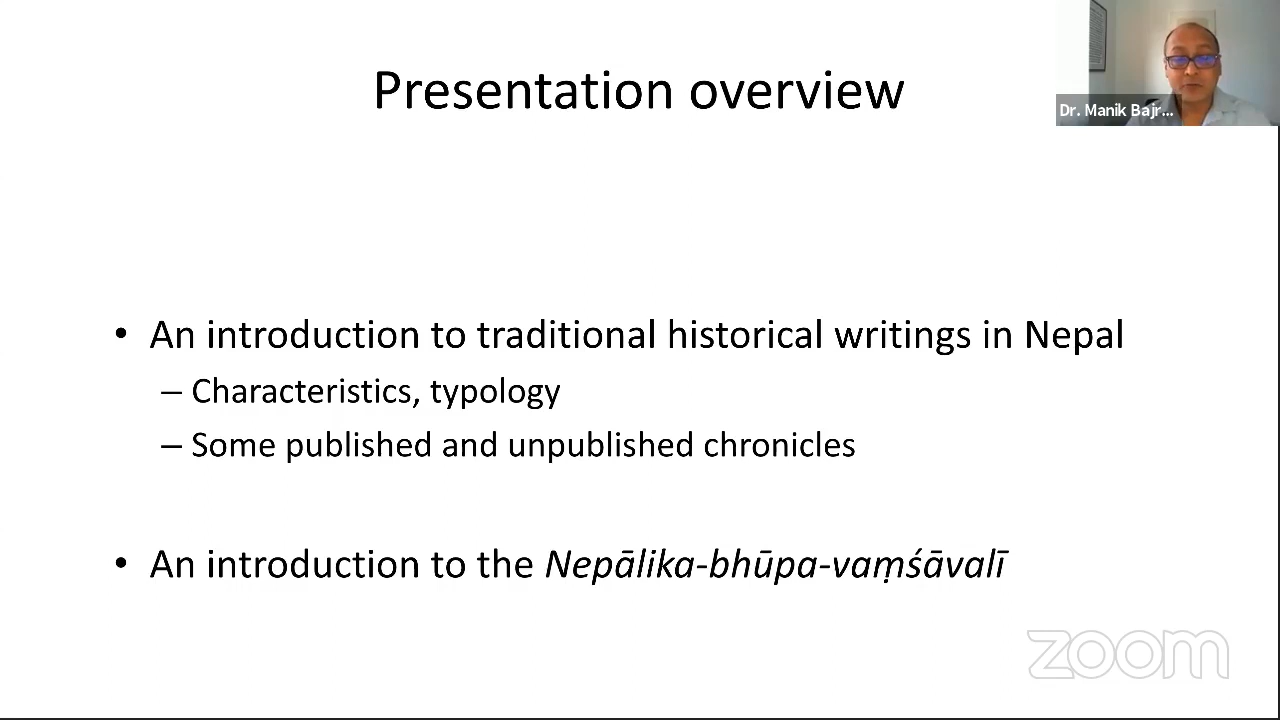 Presentation overview
Dr. Manik Bajr...
• An introduction to traditional historical writings in Nepal
– Characteristics, typology
– Some published and unpublished chronicles
• An introduction to the Nepālika-bhūpa-vaṃśāvalī
zoom